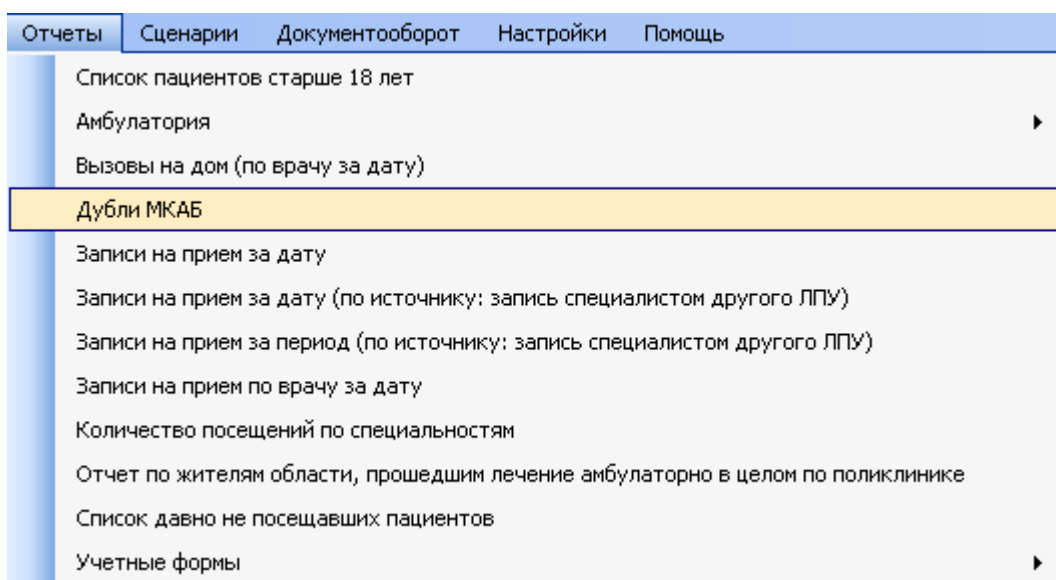 Отчеты Сценарии Документооборот Настройки Помощь
Список пациентов старше 18 лет
Амбулатория
Вызовы на дом (по врачу за дату)
Дубли МКАБ
Записи на прием за дату
Записи на прием за дату (по источнику: запись специалистом другого ЛПУ)
Записи на прием за период (по источнику: запись специалистом другого ЛПУ)
Записи на прием по врачу за дату
Количество посещений по специальностям
Отчет по жителям области, прошедшим лечение амбулаторно в целом по поликлинике
Список давно не посещавших пациентов
Учетные формы